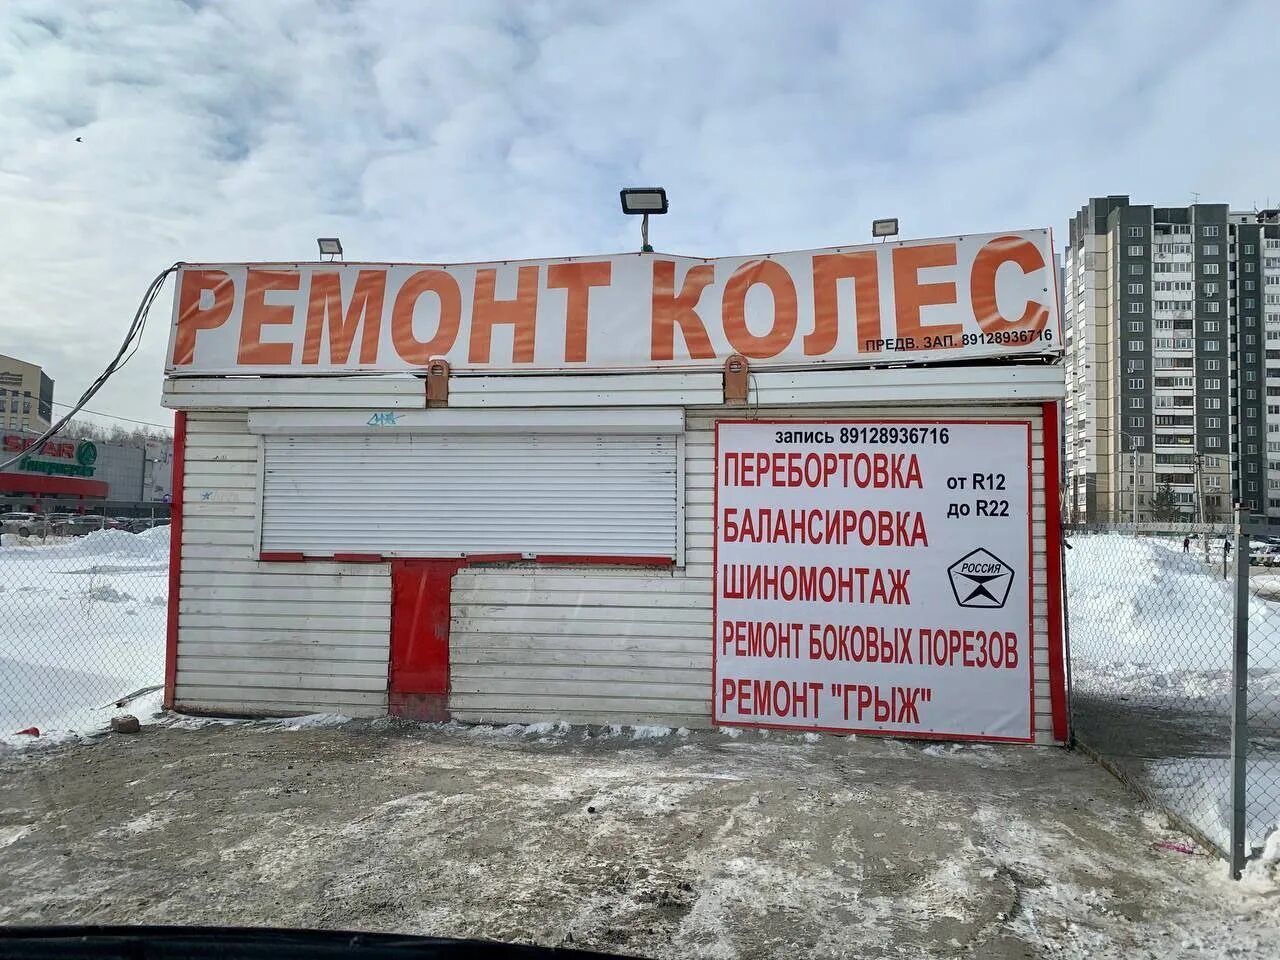 РЕМОНТ КОЛЕС
ПРЕДВ. ЗАП. 89128936716
запись 89128936716
ПЕРЕБОРТОВКА
от R12
до R22
БАЛАНСИРОВКА
ШИНОМОНТАЖ
РОССИЯ
РЕМОНТ БОКОВЫХ ПОРЕЗОВ
РЕМОНТ "ГРЫЖ"
SPAR
Гипермаркет